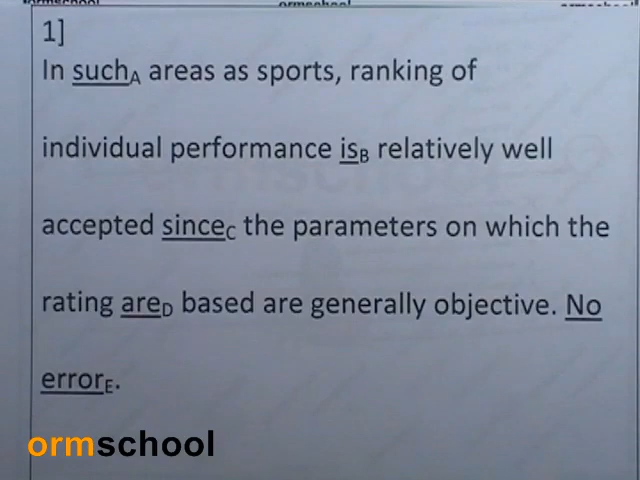 ormschool
1]
In suchA areas as sports, ranking of
individual performance isB relatively well
accepted sinceC the parameters on which the
rating areD based are generally objective. No
errorE.
ormschool